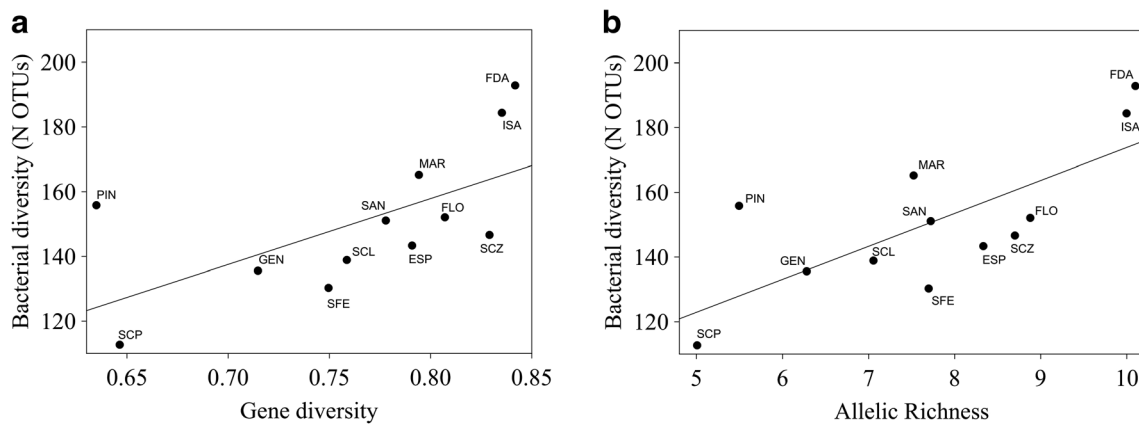 a
Bacterial diversity (N OTUs)
200
180
160
140
120
FDA
ISA
MAR
PIN
SAN
FLO
SCZ
ESP
SCL
GEN
SFE
SCP
0.65
0.70
0.75
0.80
0.85
Gene diversity
b
Bacterial diversity (N OTUs)
200
180
160
140
120
FDA
ISA
MAR
PIN
SAN
FLO
SCZ
ESP
SCL
GEN
SFE
SCP
5
6
7
8
9
10
Allelic Richness